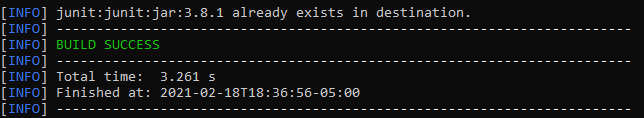 [INFO] junit:junit:jar:3.8.1 already exists in destination.
[INFO] ------------------------------------------------------------------------
[INFO] BUILD SUCCESS
[INFO] ------------------------------------------------------------------------
[INFO] Total time:  3.261 s
[INFO] Finished at: 2021-02-18T18:36:56-05:00
[INFO] ------------------------------------------------------------------------